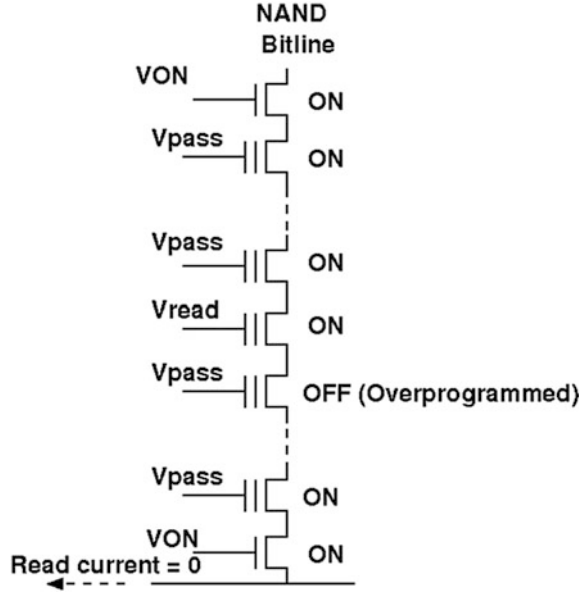 NAND
Bitline
VON
ON
Vpass
ON
Vpass
ON
Vread
ON
Vpass
OFF (Overprogrammed)
Vpass
ON
VON
ON
Read current = 0